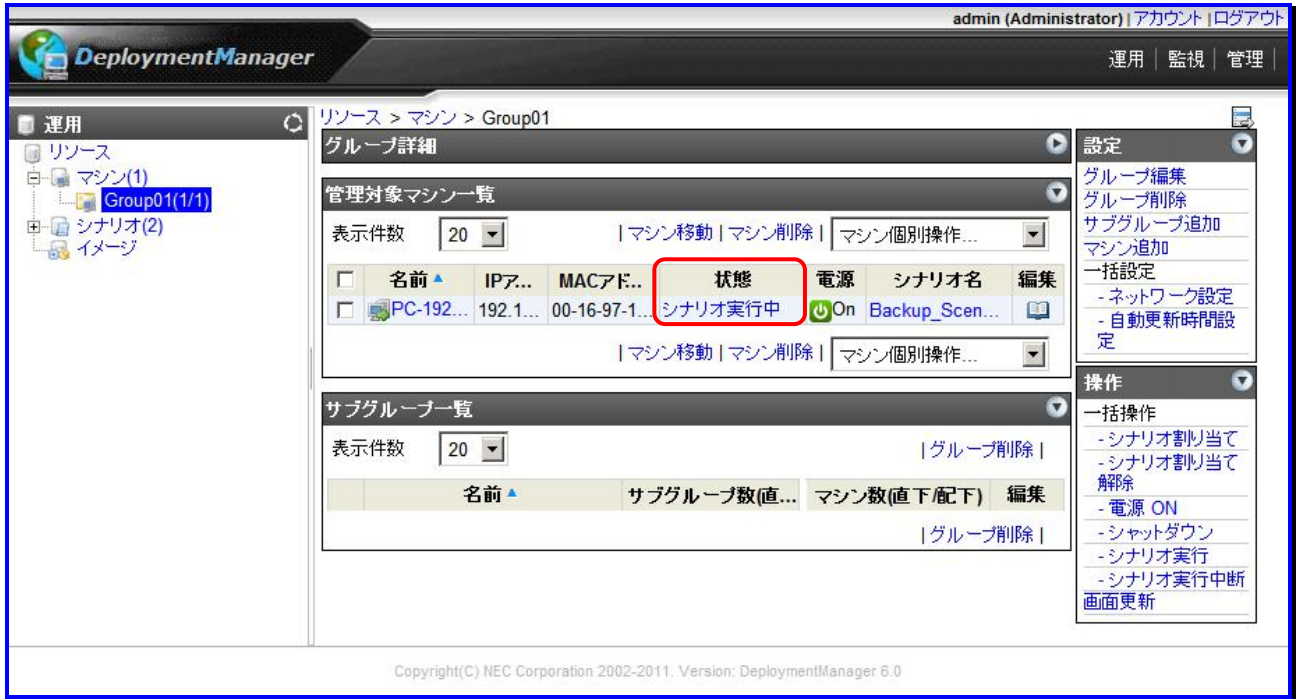 admin (Administrator) | アカウント | ログアウト
DeploymentManager
運用 | 監視 | 管理 |
運用
リソース
マシン(1)
Group01(1/1)
シナリオ(2)
イメージ
リソース > マシン > Group01
グループ詳細
管理対象マシン一覧
表示件数 20 | マシン移動 | マシン削除 | マシン個別操作...
名前 IPア... MACアド... 状態 電源 シナリオ名 編集
PC-192... 192.1... 00-16-97-1... シナリオ実行中 On Backup_Scen...
| マシン移動 | マシン削除 | マシン個別操作...
サブグループ一覧
表示件数 20 | グループ削除 |
名前 サブグループ数(直... マシン数(直下/配下) 編集
| グループ削除 |
設定
グループ編集
グループ削除
サブグループ追加
マシン追加
一括設定
- ネットワーク設定
- 自動更新時間設
定
操作
一括操作
- シナリオ割り当て
- シナリオ割り当て
解除
- 電源 ON
- シャットダウン
- シナリオ実行
- シナリオ実行中断
画面更新
Copyright(C) NEC Corporation 2002-2011. Version: DeploymentManager 6.0